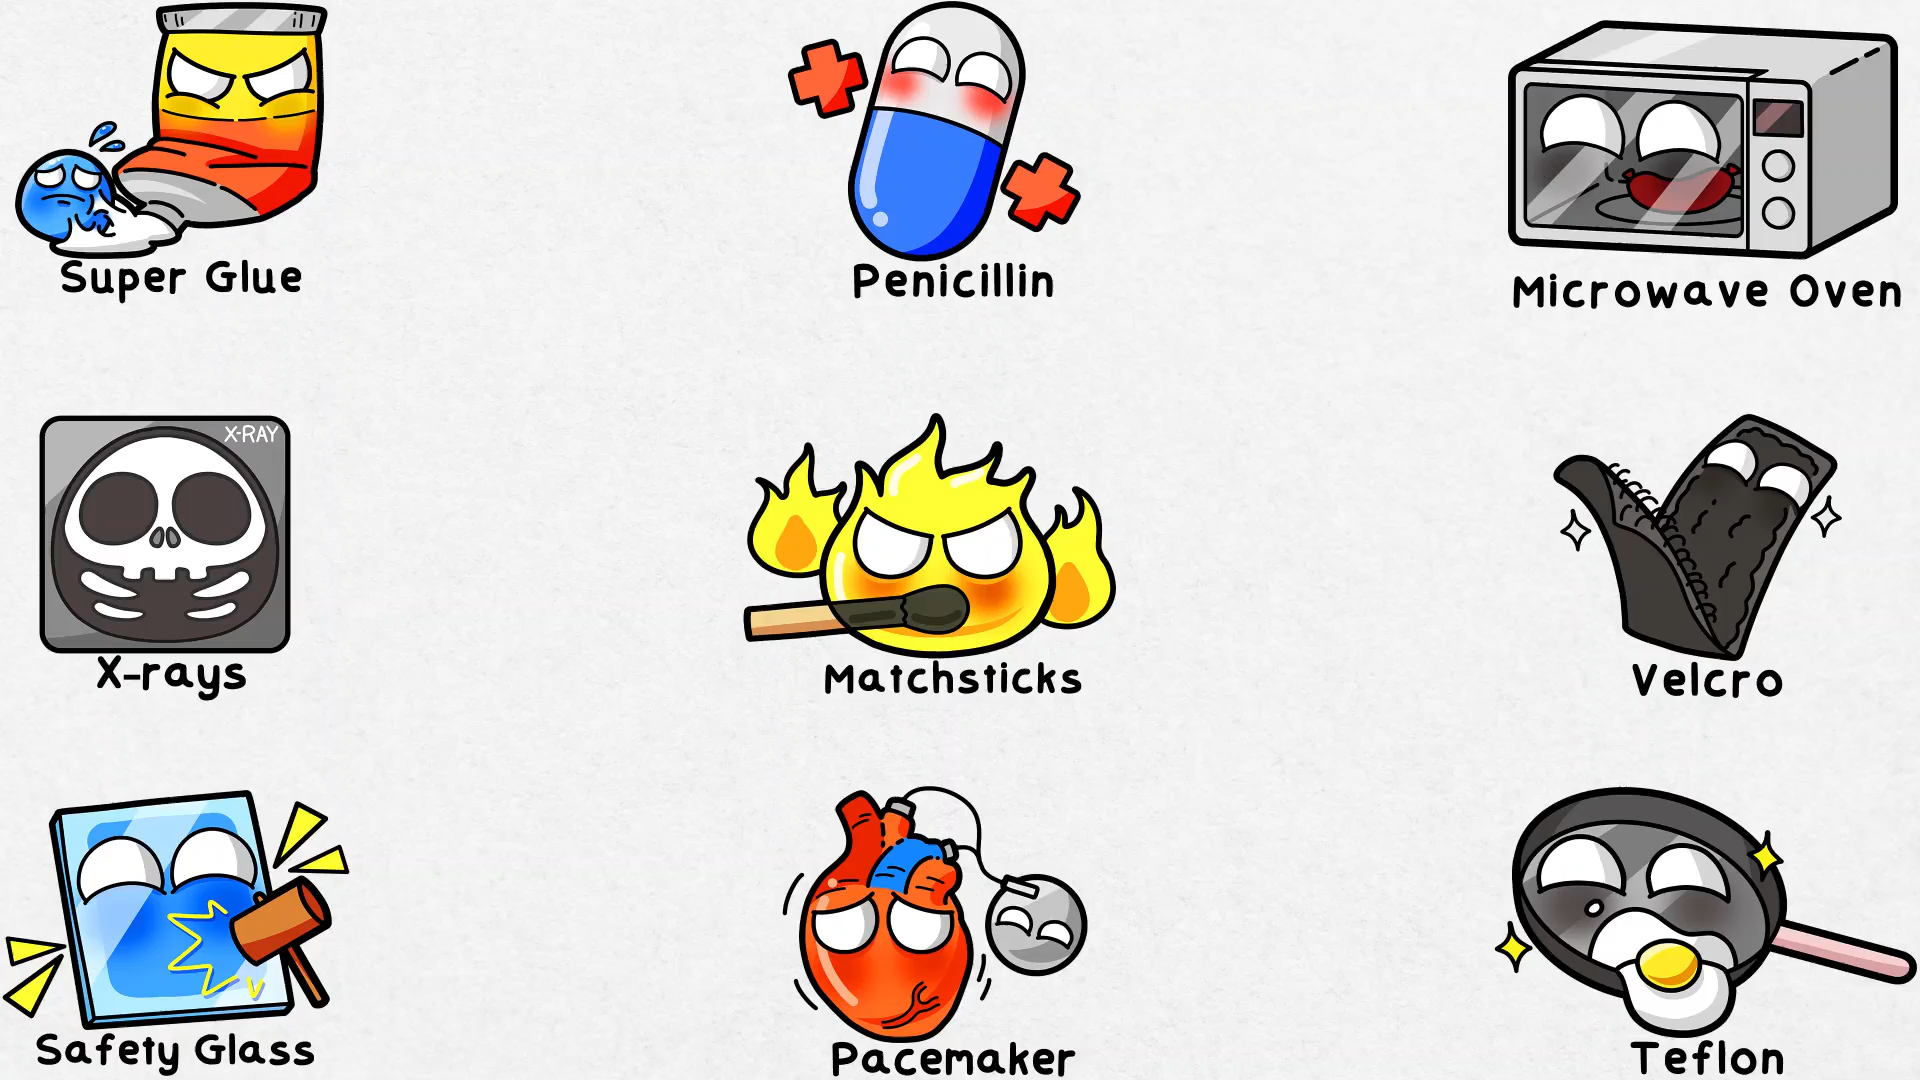 Super Glue
Penicillin
Microwave Oven
X-RAY
X-rays
Matchsticks
Velcro
Safety Glass
Pacemaker
Teflon